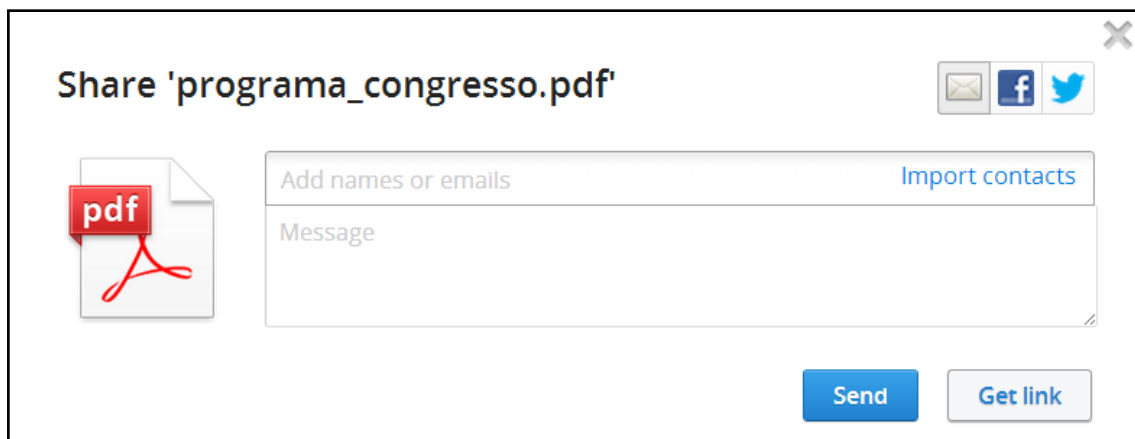 Share 'programa_congresso.pdf'
f
pdf
Add names or emails Import contacts
Message
Send Get link